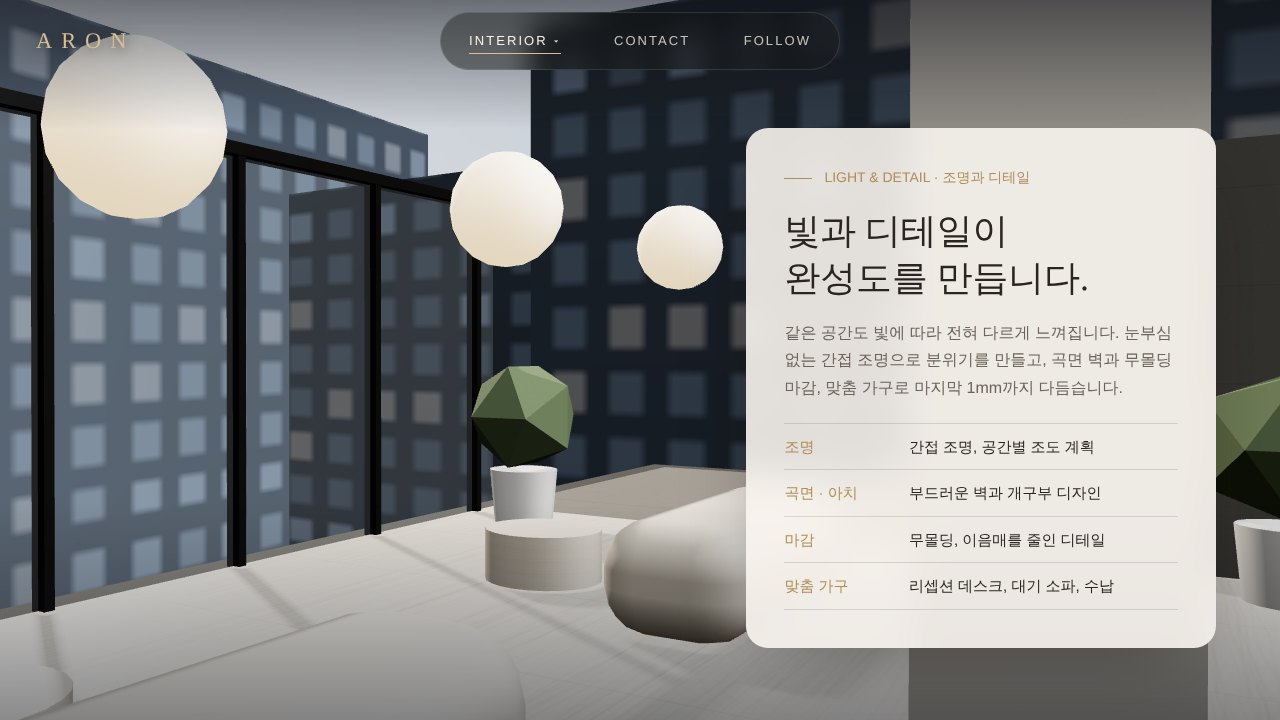 ARON
INTERIOR
CONTACT
FOLLOW
LIGHT & DETAIL · 조명과 디테일
빛과 디테일이
완성도를 만듭니다.
같은 공간도 빛에 따라 전혀 다르게 느껴집니다. 눈부심
없는 간접 조명으로 분위기를 만들고, 곡면 벽과 무몰딩
마감, 맞춤 가구로 마지막 1mm까지 다듬습니다.
조명 간접 조명, 공간별 조도 계획
곡면 · 아치 부드러운 벽과 개구부 디자인
마감 무몰딩, 이음매를 줄인 디테일
맞춤 가구 리셉션 데스크, 대기 소파, 수납